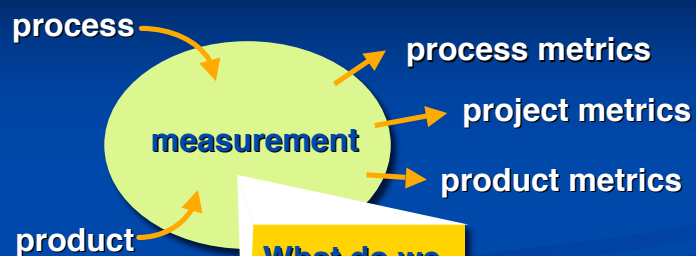 process
process metrics
project metrics
measurement
product metrics
product
What do we